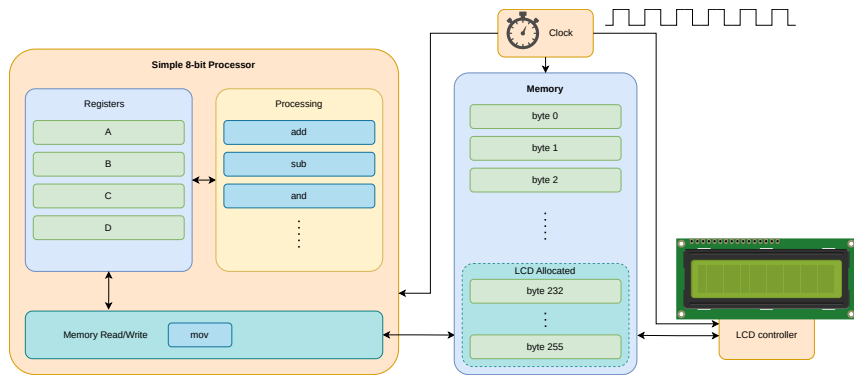 Clock
Simple 8-bit Processor
Registers
A
B
C
D
Processing
add
sub
and
Memory Read/Write
mov
Memory
byte 0
byte 1
byte 2
LCD Allocated
byte 232
byte 255
LCD controller